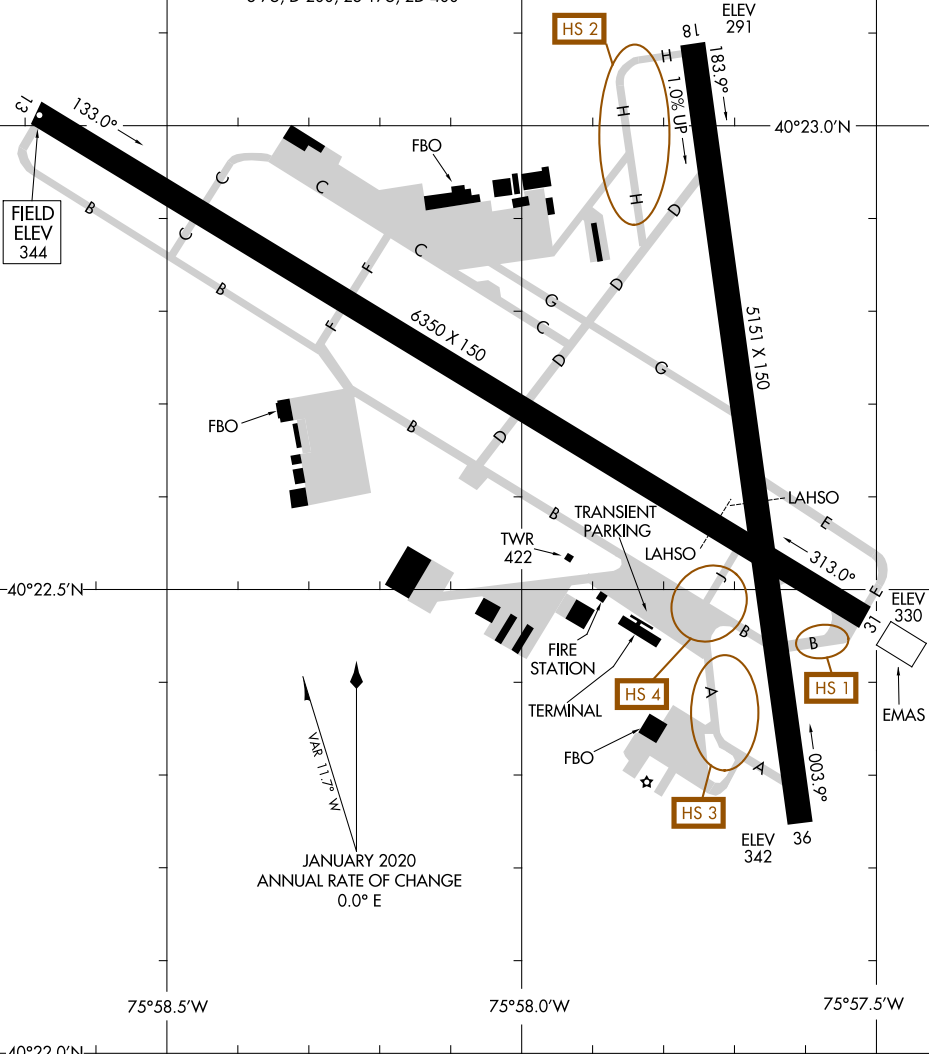 HS 2
ELEV
291
18
183.9°
H
1.0% UP
13
133.0°
40°23.0'N
FBO
H
C
C
H
D
FIELD
ELEV
344
B
C
C
F
D
B
G
F
6350 X 150
C
5151 X 150
D
G
FBO
B
D
LAHSO
TRANSIENT
PARKING
B
E
TWR
422
LAHSO
313.0°
J
40°22.5'N
E
ELEV
330
31
B
B
FIRE
STATION
HS 4
A
HS 1
TERMINAL
EMAS
VAR 11.7° W
FBO
A
003.9°
HS 3
36
ELEV
342
JANUARY 2020
ANNUAL RATE OF CHANGE
0.0° E
75°58.5'W
75°58.0'W
75°57.5'W
40°22.0'N